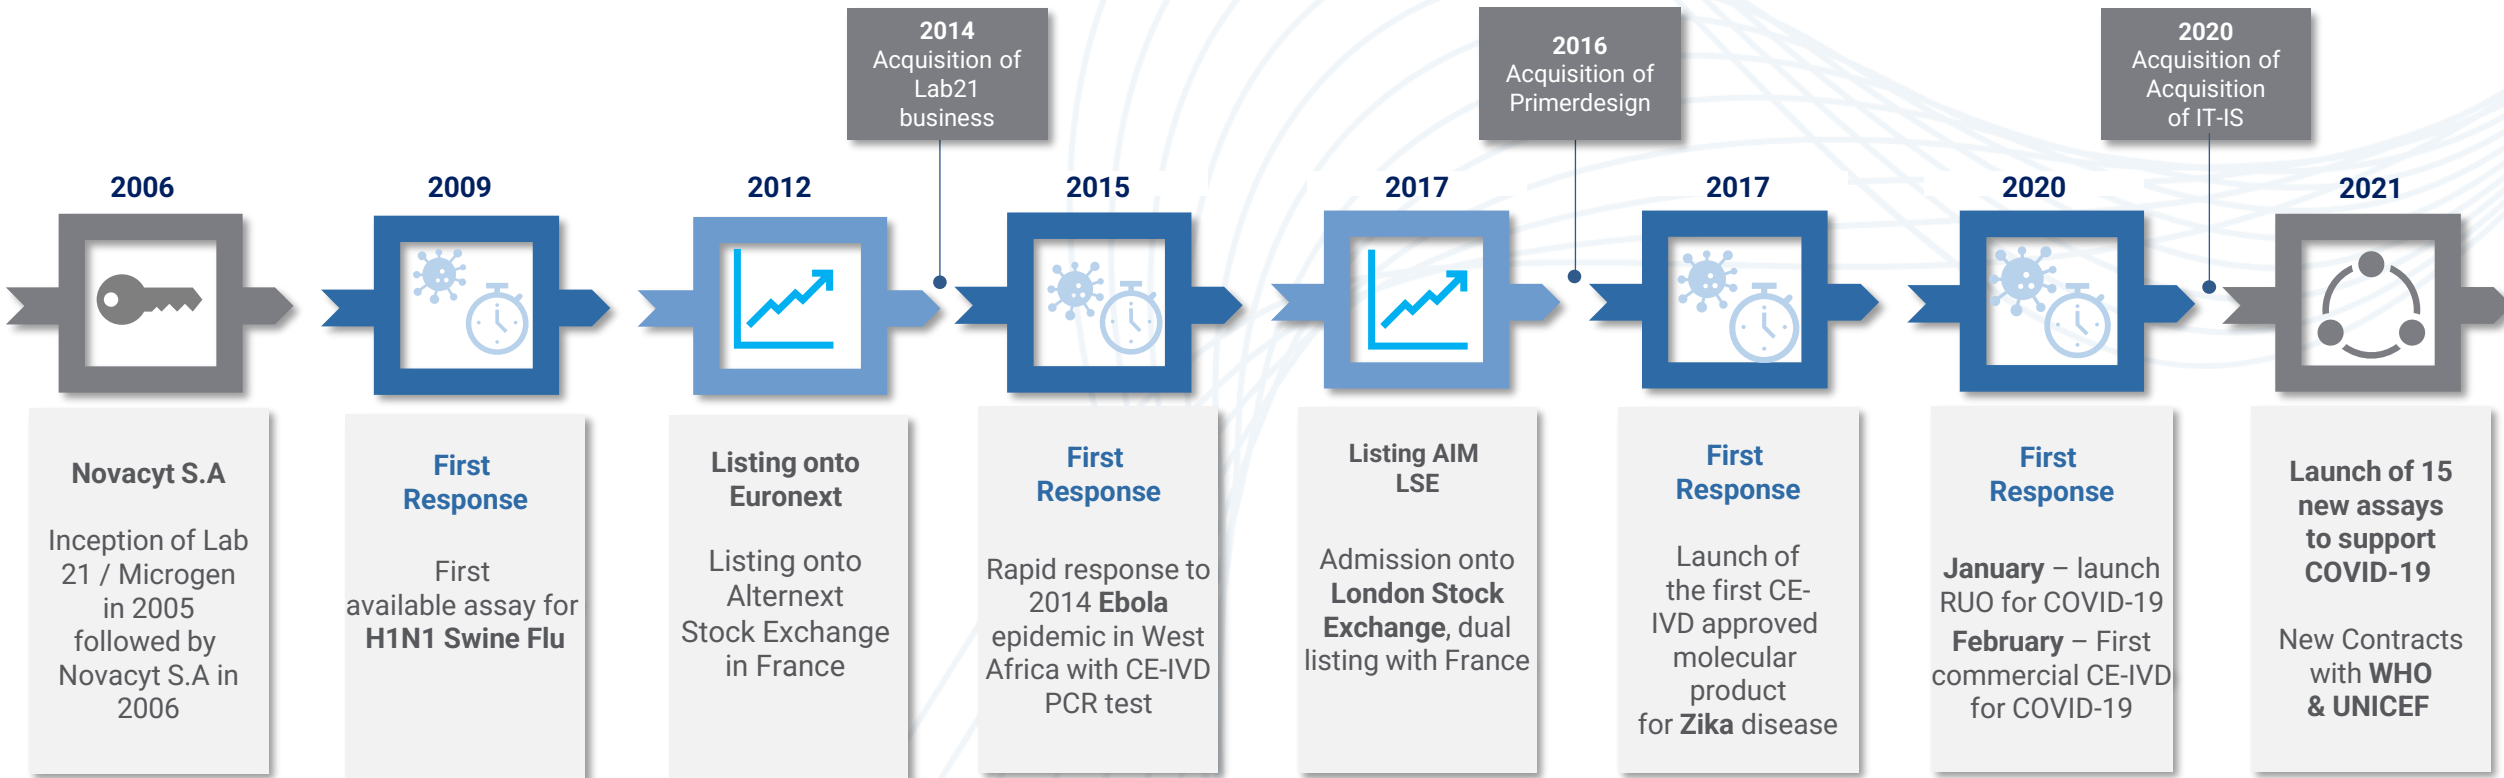 2014
Acquisition of
Lab21
business
2016
Acquisition of
Primerdesign
2020
Acquisition of
Acquisition
of IT-IS
2006
2009
2012
2015
2017
2017
2020
2021
Novacyt S.A
Inception of Lab
21 / Microgen
in 2005
followed by
Novacyt S.A in
2006
First
Response
First
available assay for
H1N1 Swine Flu
Listing onto
Euronext
Listing onto
Alternext
Stock Exchange
in France
First
Response
Rapid response to
2014 Ebola
epidemic in West
Africa with CE-IVD
PCR test
Listing AIM
LSE
Admission onto
London Stock
Exchange, dual
listing with France
First
Response
Launch of
the first CE-
IVD approved
molecular
product
for Zika disease
First
Response
January – launch
RUO for COVID-19
February – First
commercial CE-IVD
for COVID-19
Launch of 15
new assays
to support
COVID-19
New Contracts
with WHO
& UNICEF